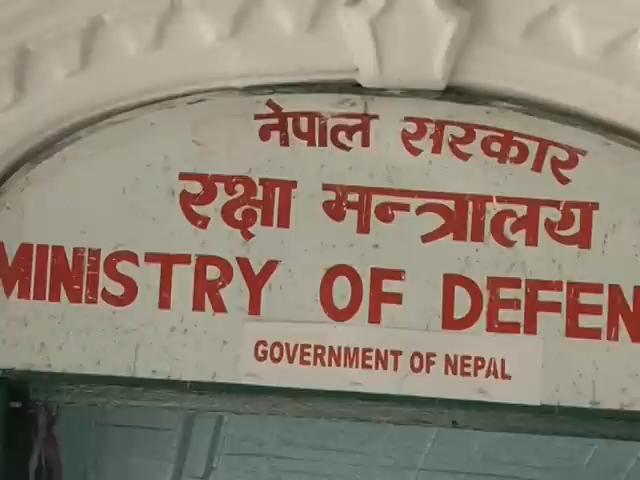 नेपाल सरकार
रक्षा मन्त्रालय
MINISTRY OF DEFEN
GOVERNMENT OF NEPAL